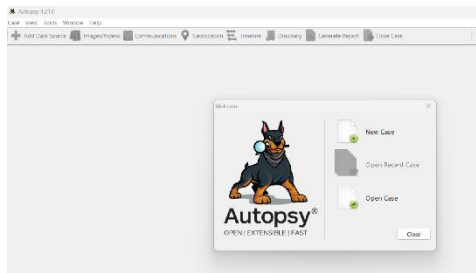 Autopsy 4.21.0
Case View Tools Window Help
Add Data Source Images/Videos Communications Geolocation Timeline Discovery Generate Report Close Case
Welcome
New Case
Open Recent Case
Open Case
Autopsy®
OPEN | EXTENSIBLE | FAST
Close